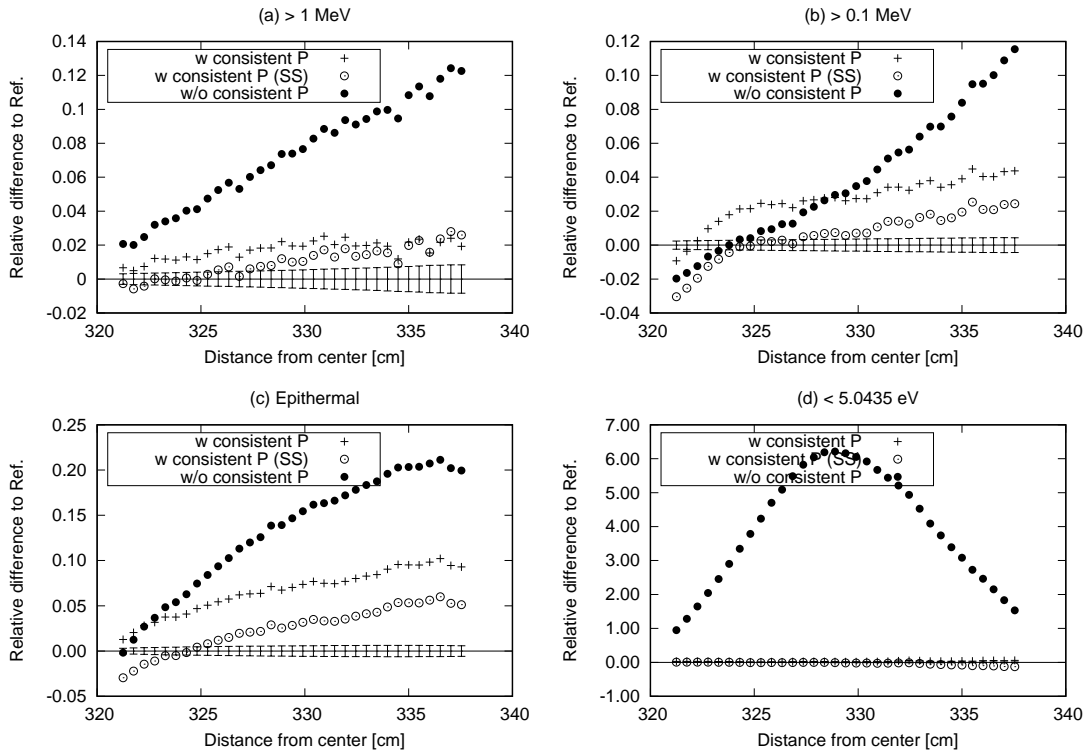 (a) > 1 MeV
0.14
0.12
0.1
0.08
0.06
0.04
0.02
0
-0.02
320
325
330
335
340
Relative difference to Ref.
Distance from center [cm]
w consistent P
w consistent P (SS)
w/o consistent P
(b) > 0.1 MeV
0.12
0.10
0.08
0.06
0.04
0.02
0.00
-0.02
-0.04
320
325
330
335
340
Relative difference to Ref.
Distance from center [cm]
w consistent P
w consistent P (SS)
w/o consistent P
(c) Epithermal
0.25
0.20
0.15
0.10
0.05
0.00
-0.05
320
325
330
335
340
Relative difference to Ref.
Distance from center [cm]
w consistent P
w consistent P (SS)
w/o consistent P
(d) < 5.0435 eV
7.00
6.00
5.00
4.00
3.00
2.00
1.00
0.00
-1.00
320
325
330
335
340
Relative difference to Ref.
Distance from center [cm]
w consistent P
w consistent P (SS)
w/o consistent P